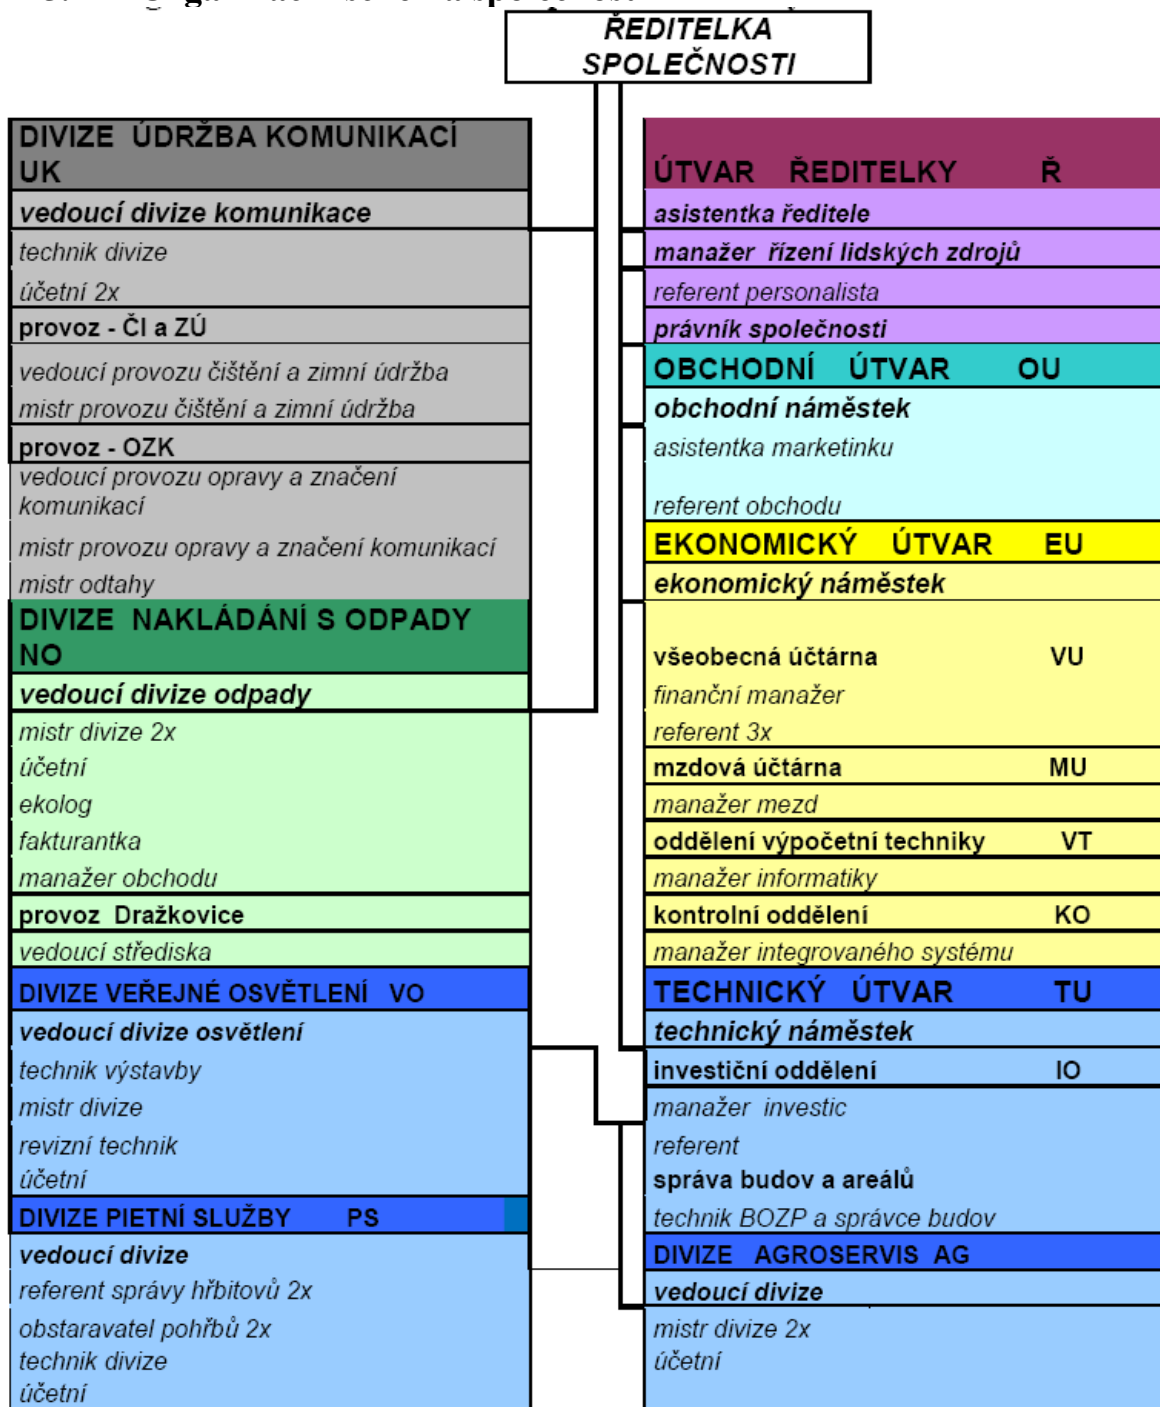 ŘEDITELKA
SPOLEČNOSTI
DIVIZE ÚDRŽBA KOMUNIKACÍ
UK
vedoucí divize komunikace
technik divize
účetní 2x
provoz - ČI a ZÚ
vedoucí provozu čištění a zimní údržba
mistr provozu čištění a zimní údržba
provoz - OZK
vedoucí provozu opravy a značení
komunikací
mistr provozu opravy a značení komunikací
mistr odtahy
DIVIZE NAKLÁDÁNÍ S ODPADY
NO
vedoucí divize odpady
mistr divize 2x
účetní
ekolog
fakturantka
manažer obchodu
provoz Dražkovice
vedoucí střediska
DIVIZE VEŘEJNÉ OSVĚTLENÍ VO
vedoucí divize osvětlení
technik výstavby
mistr divize
revizní technik
účetní
DIVIZE PIETNÍ SLUŽBY PS
vedoucí divize
referent správy hřbitovů 2x
obstaravatel pohřbů 2x
technik divize
účetní
ÚTVAR ŘEDITELKY Ř
asistentka ředitele
manažer řízení lidských zdrojů
referent personalista
právník společnosti
OBCHODNÍ ÚTVAR OU
obchodní náměstek
asistentka marketinku
referent obchodu
EKONOMICKÝ ÚTVAR EU
ekonomický náměstek
všeobecná účtárna VU
finanční manažer
referent 3x
mzdová účtárna MU
manažer mezd
oddělení výpočetní techniky VT
manažer informatiky
kontrolní oddělení KO
manažer integrovaného systému
TECHNICKÝ ÚTVAR TU
technický náměstek
investiční oddělení IO
manažer investic
referent
správa budov a areálů
technik BOZP a správce budov
DIVIZE AGROSERVIS AG
vedoucí divize
mistr divize 2x
účetní